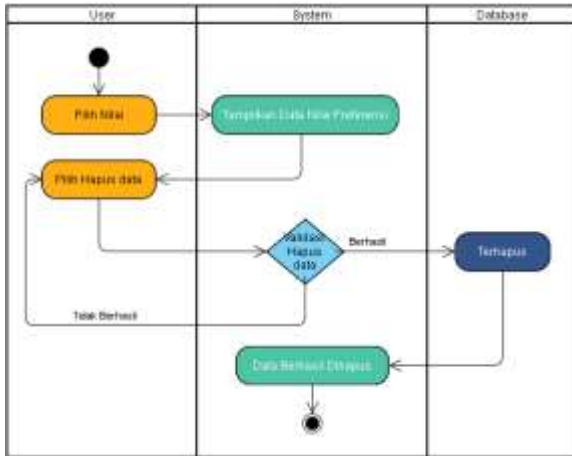 User
System
Database
Pilih Nilai
Tampilkan Data Nilai Preferensi
Pilih Hapus data
Validasi
Hapus
data
Berhasil
Terhapus
Tidak Berhasil
Data Berhasil Dihapus